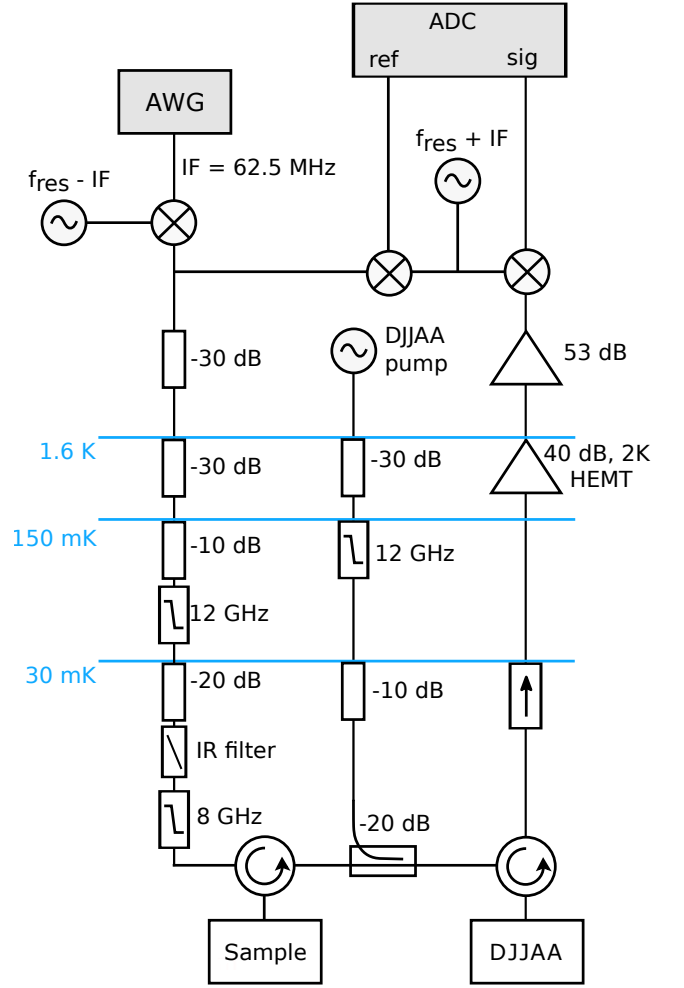 ADC
ref
sig
AWG
fres + IF
IF = 62.5 MHz
fres - IF
DJJAA
pump
53 dB
-30 dB
1.6 K
-30 dB
-30 dB
40 dB, 2K
HEMT
150 mK
-10 dB
12 GHz
12 GHz
30 mK
-20 dB
-10 dB
IR filter
8 GHz
-20 dB
Sample
DJJAA